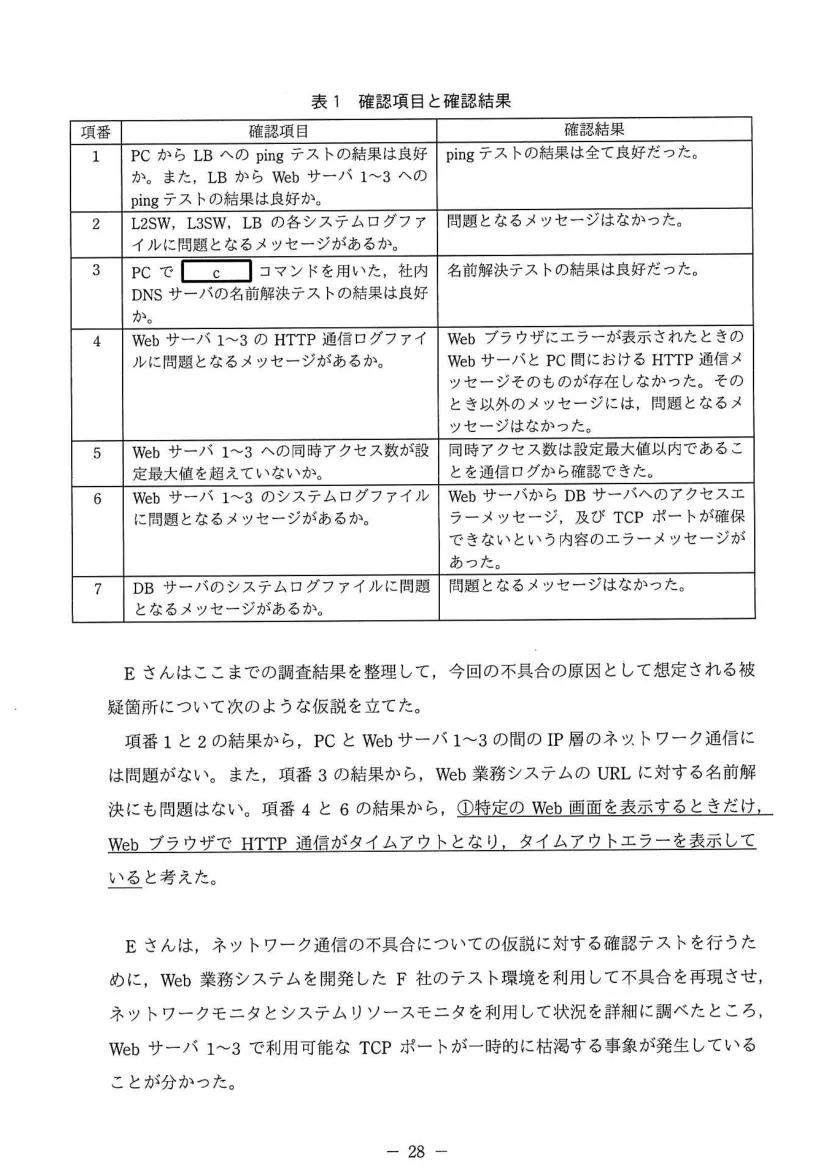 表1 確認項目と確認結果
項番 確認項目 確認結果
1 PC から LB への ping テストの結果は良好 ping テストの結果は全て良好だった。
か。また，LB から Web サーバ 1～3 への
ping テストの結果は良好か。
2 L2SW，L3SW，LB の各システムログファ 問題となるメッセージはなかった。
イルに問題となるメッセージがあるか。
3 PC で c コマンドを用いた，社内 名前解決テストの結果は良好だった。
DNS サーバの名前解決テストの結果は良好
か。
4 Web サーバ 1～3 の HTTP 通信ログファイ Web ブラウザにエラーが表示されたときの
ルに問題となるメッセージがあるか。 Web サーバと PC 間における HTTP 通信メ
ッセージそのものが存在しなかった。その
とき以外のメッセージには，問題となるメ
ッセージはなかった。
5 Web サーバ 1～3 への同時アクセス数が設 同時アクセス数は設定最大値以内であるこ
定最大値を超えていないか。 とを通信ログから確認できた。
6 Web サーバ 1～3 のシステムログファイル Web サーバから DB サーバへのアクセスエ
に問題となるメッセージがあるか。 ラーメッセージ，及び TCP ポートが確保
できないという内容のエラーメッセージが
あった。
7 DB サーバのシステムログファイルに問題 問題となるメッセージはなかった。
となるメッセージがあるか。
E さんはここまでの調査結果を整理して，今回の不具合の原因として想定される被
疑箇所について次のような仮説を立てた。
項番 1 と 2 の結果から，PC と Web サーバ 1～3 の間の IP 層のネットワーク通信に
は問題がない。また，項番 3 の結果から，Web 業務システムの URL に対する名前解
決にも問題はない。項番 4 と 6 の結果から，①特定の Web 画面を表示するときだけ，
Web ブラウザで HTTP 通信がタイムアウトとなり，タイムアウトエラーを表示して
いると考えた。
E さんは，ネットワーク通信の不具合についての仮説に対する確認テストを行うた
めに，Web 業務システムを開発した F 社のテスト環境を利用して不具合を再現させ，
ネットワークモニタとシステムリソースモニタを利用して状況を詳細に調べたところ，
Web サーバ 1～3 で利用可能な TCP ポートが一時的に枯渇する事象が発生している
ことが分かった。
－ 28 －